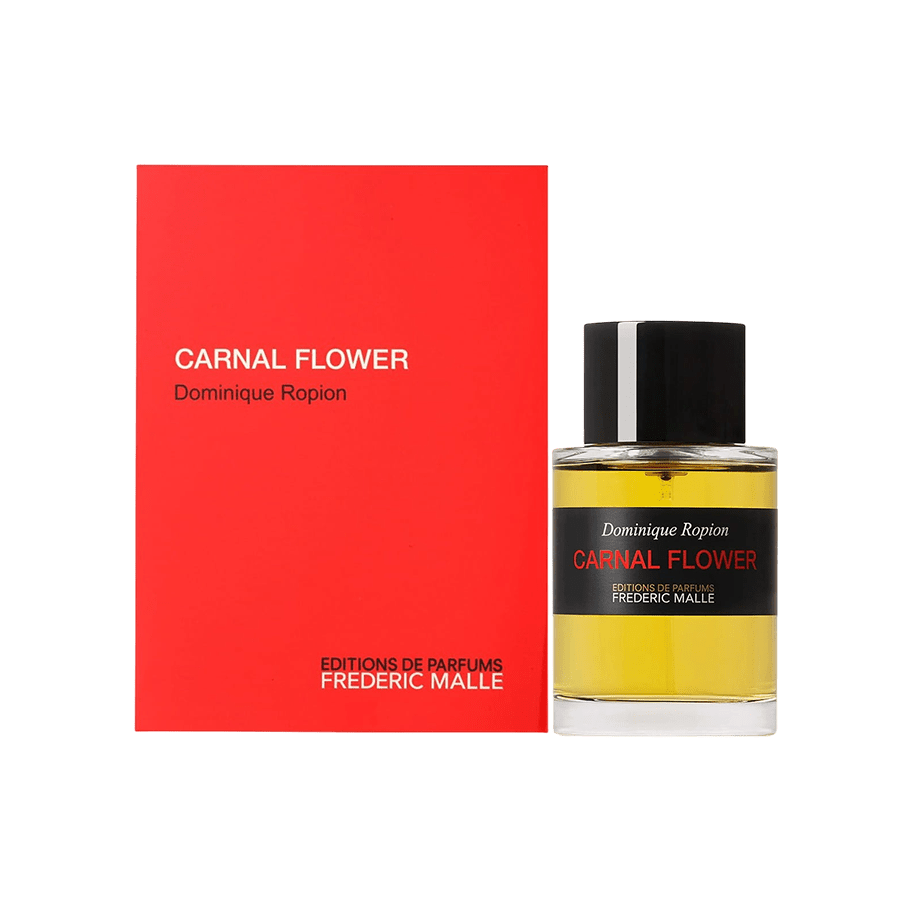 CARNAL FLOWER
Dominique Ropion
EDITIONS DE PARFUMS
FREDERIC MALLE
Dominique Ropion
CARNAL FLOWER
EDITIONS DE PARFUMS
FREDERIC MALLE